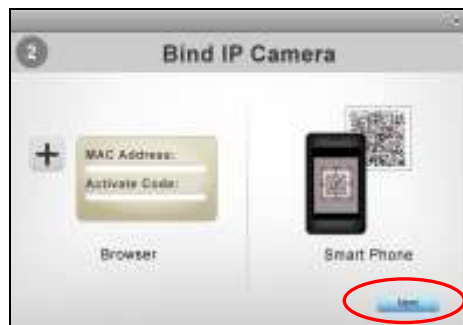 2
Bind IP Camera
MAC Address:
Activate Code:
Browser
Smart Phone